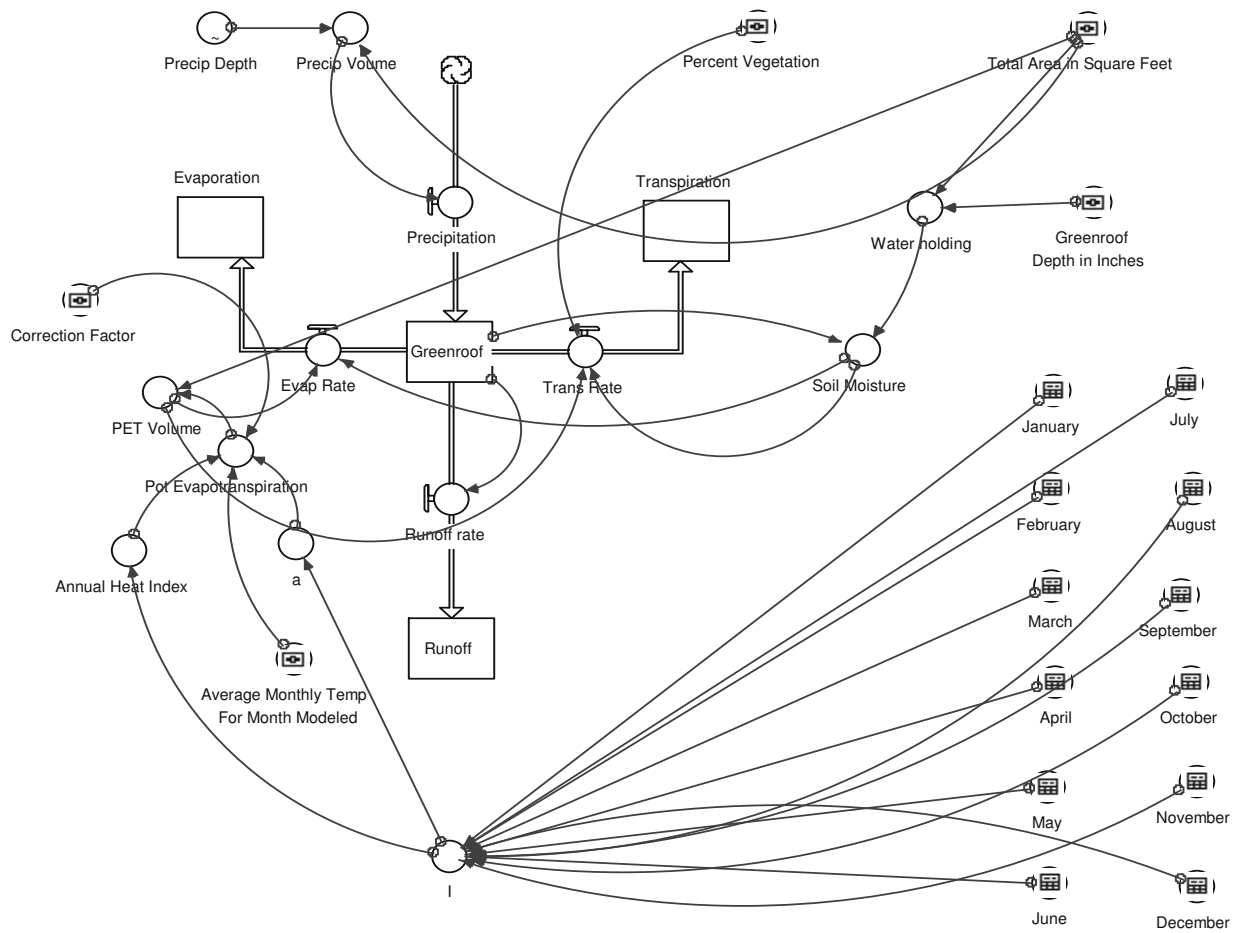 Precip Depth
Precip Voume
Percent Vegetation
Total Area in Square Feet
Evaporation
Transpiration
Precipitation
Water holding
Greenroof
Depth in Inches
Correction Factor
Greenroof
Evap Rate
Trans Rate
Soil Moisture
PET Volume
January
July
Pot Evapotranspiration
February
August
Runoff rate
Annual Heat Index
a
March
September
Runoff
Average Monthly Temp
For Month Modeled
April
October
May
November
I
June
December
~